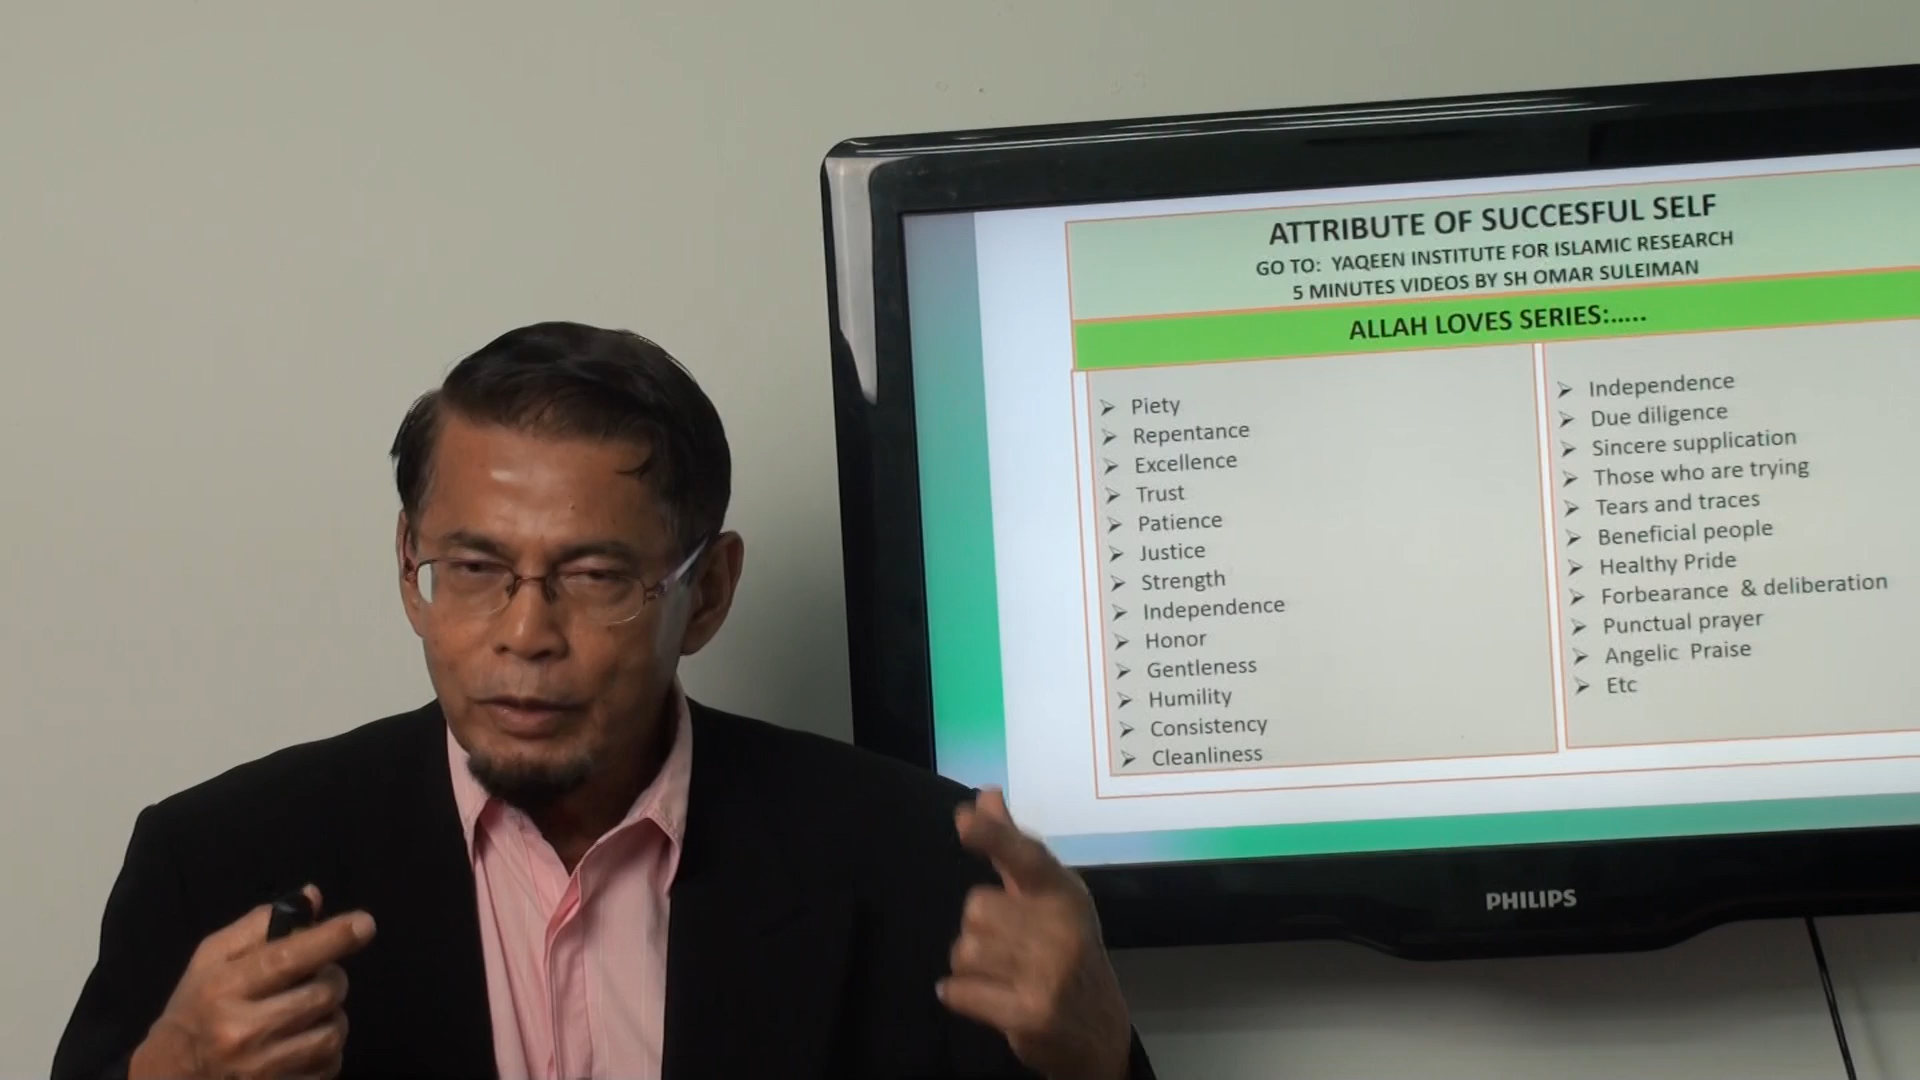 ATTRIBUTE OF SUCCESFUL SELF
GO TO: YAQEEN INSTITUTE FOR ISLAMIC RESEARCH
5 MINUTES VIDEOS BY SH OMAR SULEIMAN
ALLAH LOVES SERIES:.....
Piety
Repentance
Excellence
Trust
Patience
Justice
Strength
Independence
Honor
Gentleness
Humility
Consistency
Cleanliness
Independence
Due diligence
Sincere supplication
Those who are trying
Tears and traces
Beneficial people
Healthy Pride
Forbearance & deliberation
Punctual prayer
Angelic Praise
Etc
PHILIPS